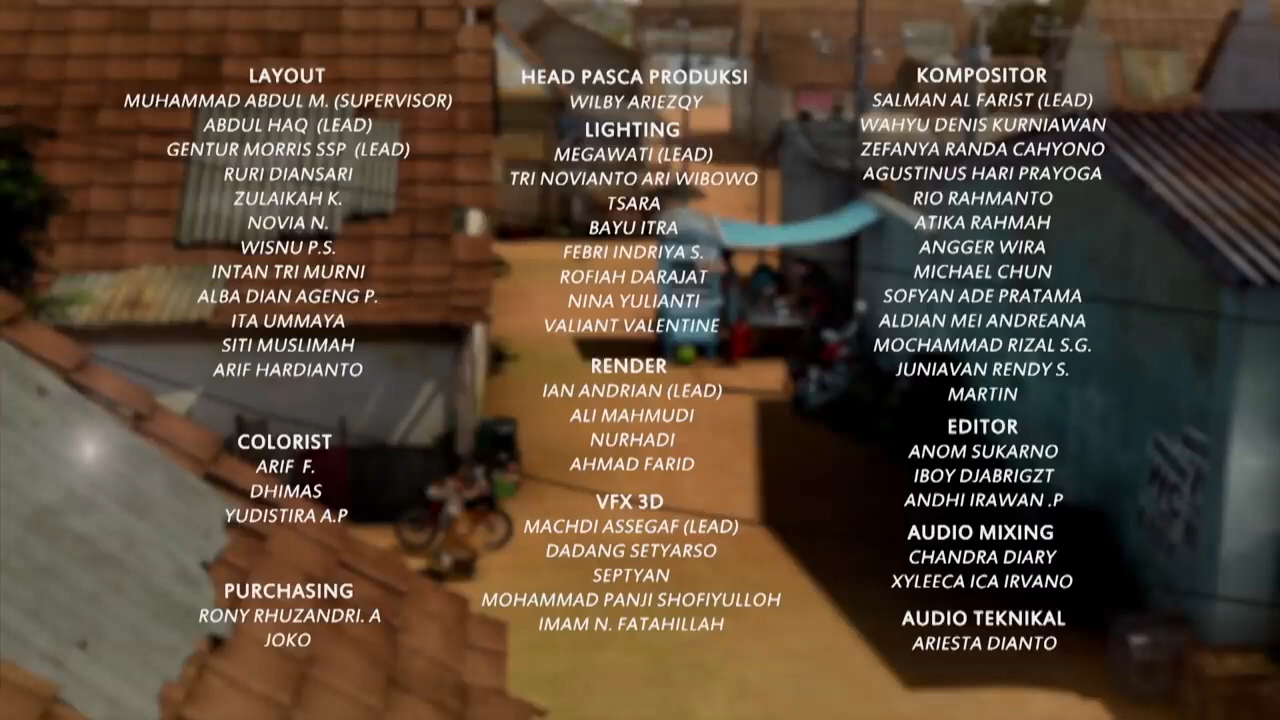 LAYOUT
MUHAMMAD ABDUL M. (SUPERVISOR)
ABDUL HAQ (LEAD)
GENTUR MORRIS SSP (LEAD)
RURI DIANSARI
ZULAIKAH K.
NOVIA N.
WISNU P.S.
INTAN TRI MURNI
ALBA DIAN AGENG P.
ITA UMMAYA
SITI MUSLIMAH
ARIF HARDIANTO
COLORIST
ARIF F.
DHIMAS
YUDISTIRA A.P
PURCHASING
RONY RHUZANDRI. A
JOKO
HEAD PASCA PRODUKSI
WILBY ARIEZQY
LIGHTING
MEGAWATI (LEAD)
TRI NOVIANTO ARI WIBOWO
TSARA
BAYU ITRA
FEBRI INDRIYA S.
ROFIAH DARAJAT
NINA YULIANTI
VALIANT VALENTINE
RENDER
IAN ANDRIAN (LEAD)
ALI MAHMUDI
NURHADI
AHMAD FARID
VFX 3D
MACHDI ASSEGAF (LEAD)
DADANG SETYARSO
SEPTYAN
MOHAMMAD PANJI SHOFIYULLOH
IMAM N. FATAHILLAH
KOMPOSITOR
SALMAN AL FARIST (LEAD)
WAHYU DENIS KURNIAWAN
ZEFANYA RANDA CAHYONO
AGUSTINUS HARI PRAYOGA
RIO RAHMANTO
ATIKA RAHMAH
ANGGER WIRA
MICHAEL CHUN
SOFYAN ADE PRATAMA
ALDIAN MEI ANDREANA
MOCHAMMAD RIZAL S.G.
JUNIAVAN RENDY S.
MARTIN
EDITOR
ANOM SUKARNO
IBOY DJABRIGZT
ANDHI IRAWAN .P
AUDIO MIXING
CHANDRA DIARY
XYLEECA ICA IRVANO
AUDIO TEKNIKAL
ARIESTA DIANTO